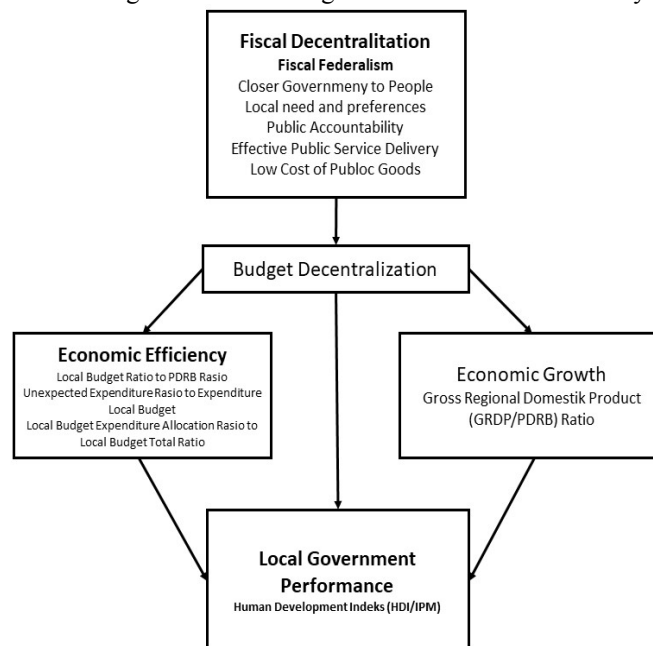 Fiscal Decentralitation
Fiscal Federalism
Closer Governmeny to People
Local need and preferences
Public Accountability
Effective Public Service Delivery
Low Cost of Publoc Goods
Budget Decentralization
Economic Efficiency
Local Budget Ratio to PDRB Rasio
Unexpected Expenditure Rasio to Expenditure
Local Budget
Local Budget Expenditure Allocation Rasio to
Local Budget Total Ratio
Economic Growth
Gross Regional Domestik Product
(GRDP/PDRB) Ratio
Local Government
Performance
Human Development Indeks (HDI/IPM)